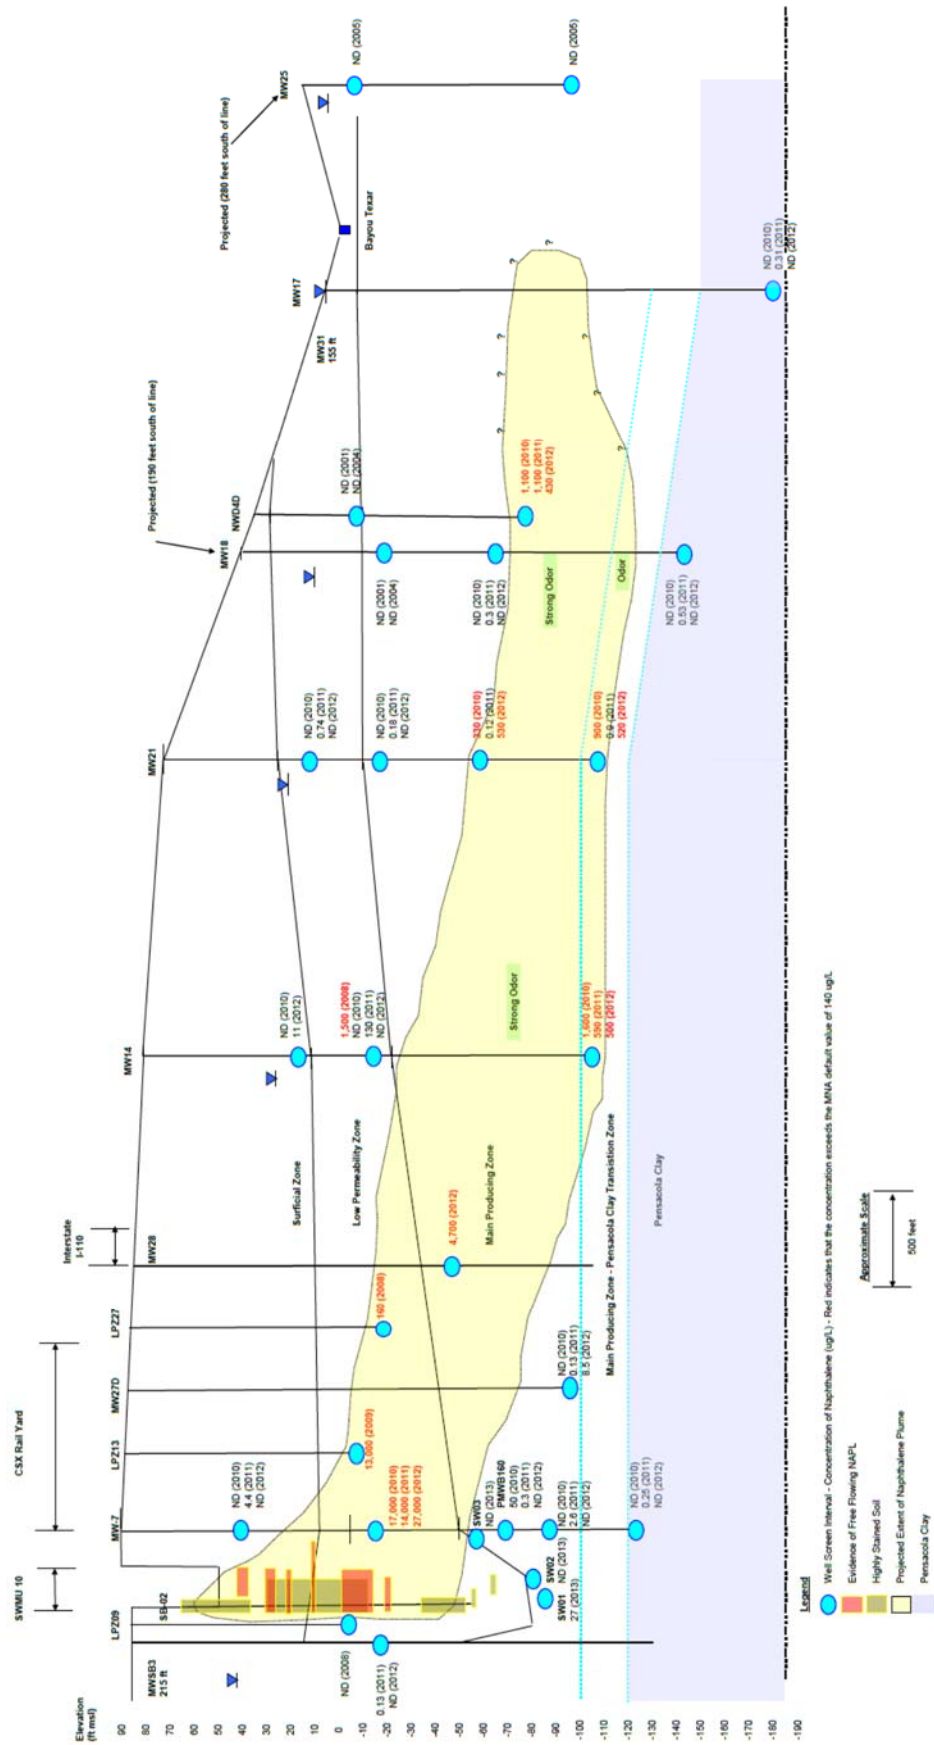 SWMU 10
CSX Rail Yard
Interstate
I-110
Projected (190 feet south of line)
Projected (280 feet south of line)
Elevation
(ft msl)
90
80
70
60
50
40
30
20
10
0
-10
-20
-30
-40
-50
-60
-70
-80
-90
-100
-110
-120
-130
-140
-150
-160
-170
-180
-190
MWSB3
215 ft
LPZ09
SB-02
MW-7
LPZ13
MW27D
LPZ27
MW28
MW14
MW21
MW18
NWD4D
MW31
155 ft
MW17
MW25
Bayou Texar
ND (2008)
0.13 (2011)
ND (2012)
ND (2010)
4.4 (2011)
ND (2012)
17,000 (2010)
14,000 (2011)
27,000 (2012)
SW03
ND (2013)
PMWB160
50 (2010)
0.3 (2011)
ND (2012)
ND (2010)
2.6 (2011)
ND (2012)
SW02
ND (2013)
SW01
27 (2013)
ND (2010)
0.25 (2011)
ND (2012)
13,000 (2009)
ND (2010)
0.13 (2011)
8.5 (2012)
160 (2008)
4,700 (2012)
ND (2010)
11 (2012)
1,500 (2008)
ND (2010)
130 (2011)
ND (2012)
1,600 (2010)
590 (2011)
500 (2012)
ND (2010)
0.74 (2011)
ND (2012)
ND (2010)
0.18 (2011)
ND (2012)
330 (2010)
0.12 (2011)
530 (2012)
900 (2010)
0.9 (2011)
520 (2012)
ND (2001)
ND (2004)
ND (2010)
0.3 (2011)
ND (2012)
ND (2010)
0.53 (2011)
ND (2012)
ND (2001)
ND (2004)
1,100 (2010)
1,100 (2011)
430 (2012)
ND (2010)
0.31 (2011)
ND (2012)
ND (2005)
ND (2005)
Surficial Zone
Low Permeability Zone
Main Producing Zone
Main Producing Zone - Pensacola Clay Transistion Zone
Pensacola Clay
Strong Odor
Strong Odor
Odor
?
?
?
?
?
?
?
?
Legend
Well Screen Interval - Concentration of Naphthalene (ug/L) - Red indicates that the concentration exceeds the MNA default value of 140 ug/L
Evidence of Free Flowing NAPL
Highly Stained Soil
Projected Extent of Naphthalene Plume
Pensacola Clay
Approximate Scale
500 feet